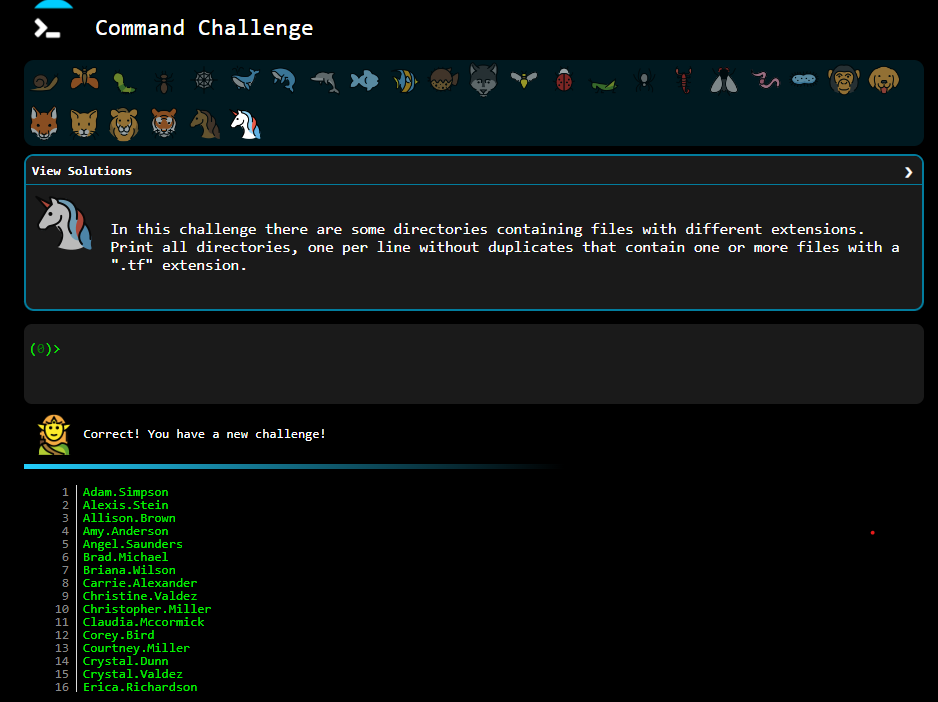 Command Challenge
View Solutions
In this challenge there are some directories containing files with different extensions.
Print all directories, one per line without duplicates that contain one or more files with a
".tf" extension.
(0)>
Correct! You have a new challenge!
1 Adam.Simpson
2 Alexis.Stein
3 Allison.Brown
4 Amy.Anderson
5 Angel.Saunders
6 Brad.Michael
7 Briana.Wilson
8 Carrie.Alexander
9 Christine.Valdez
10 Christopher.Miller
11 Claudia.Mccormick
12 Corey.Bird
13 Courtney.Miller
14 Crystal.Dunn
15 Crystal.Valdez
16 Erica.Richardson